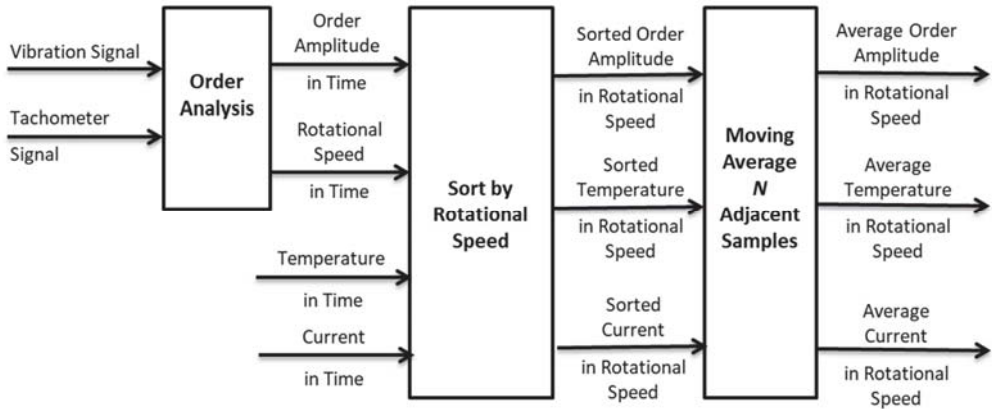 Vibration Signal
Tachometer
Signal
Order
Analysis
Order
Amplitude
in Time
Rotational
Speed
in Time
Temperature
in Time
Current
in Time
Sort by
Rotational
Speed
Sorted Order
Amplitude
in Rotational
Speed
Sorted
Temperature
in Rotational
Speed
Sorted
Current
in Rotational
Speed
Moving
Average
N
Adjacent
Samples
Average Order
Amplitude
in Rotational
Speed
Average
Temperature
in Rotational
Speed
Average
Current
in Rotational
Speed